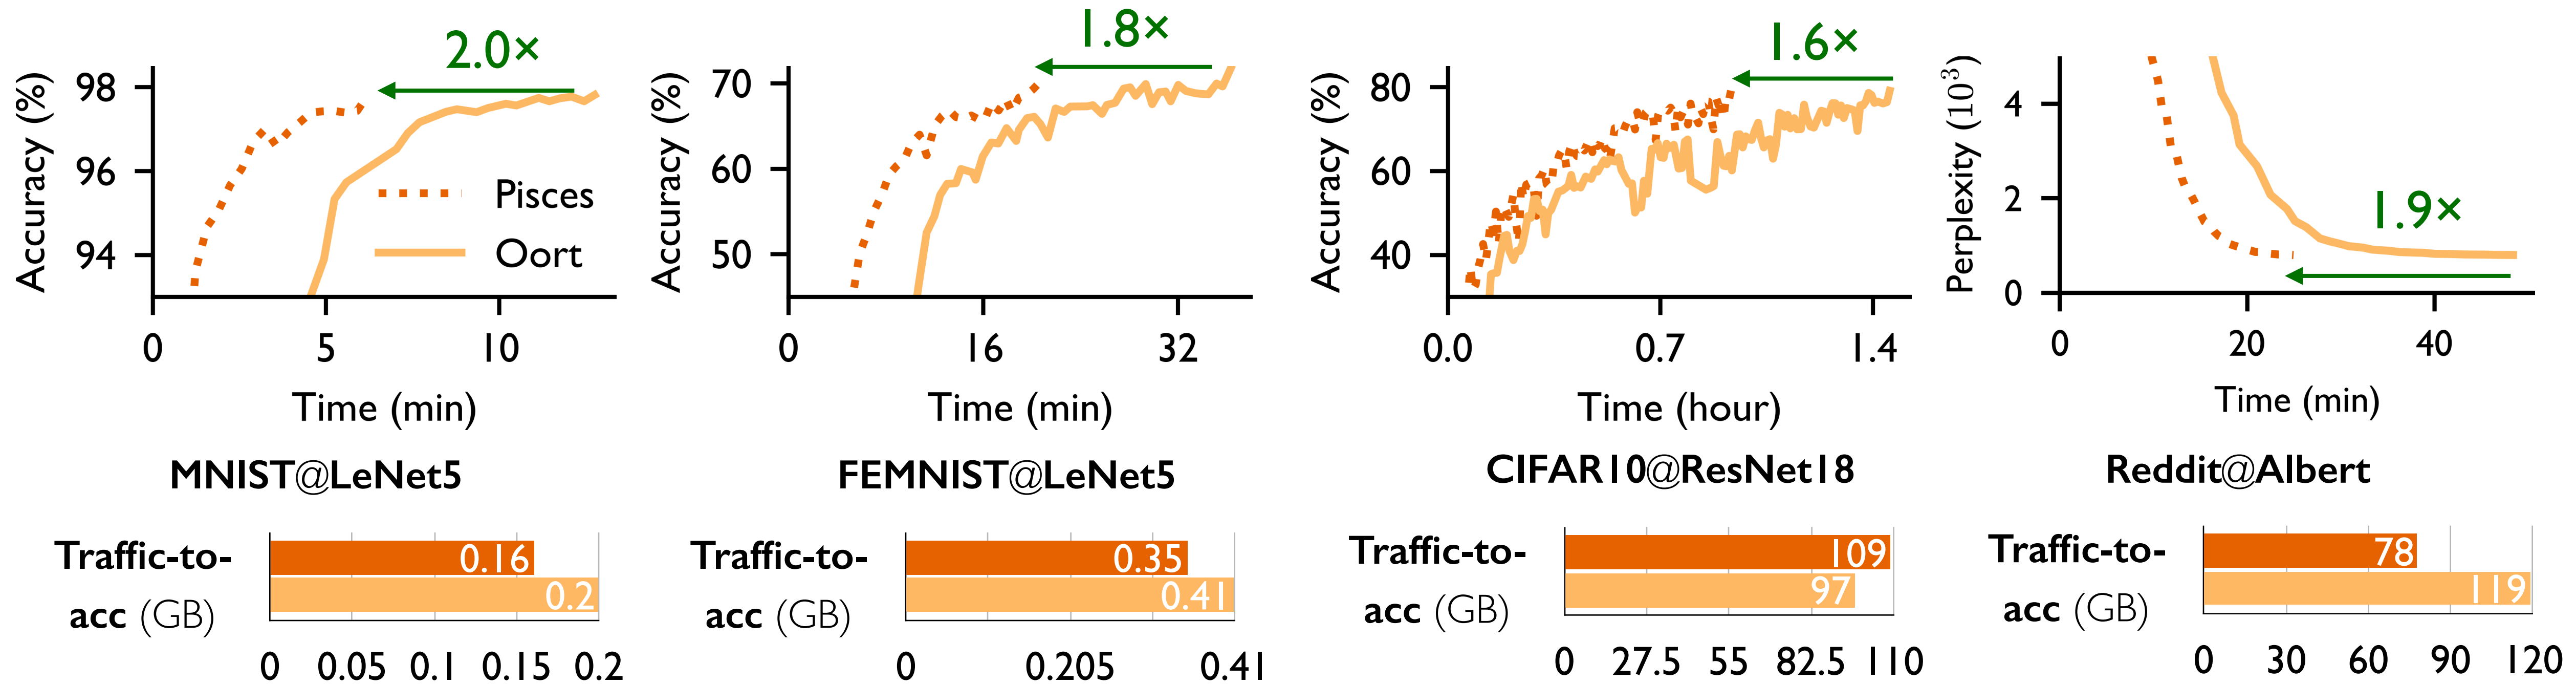 2.0×
Accuracy (%)
98
96
94
Pisces
Oort
0
5
10
Time (min)
MNIST@LeNet5
Traffic-to-
acc (GB)
0.16
0.2
0
0.05
0.1
0.15
0.2
1.8×
Accuracy (%)
70
60
50
0
16
32
Time (min)
FEMNIST@LeNet5
Traffic-to-
acc (GB)
0.35
0.41
0
0.205
0.41
1.6×
Accuracy (%)
80
60
40
0.0
0.7
1.4
Time (hour)
CIFAR10@ResNet18
Traffic-to-
acc (GB)
109
97
0
27.5
55
82.5
110
Perplexity (10³)
4
2
0
1.9×
0
20
40
Time (min)
Reddit@Albert
Traffic-to-
acc (GB)
78
119
0
30
60
90
120